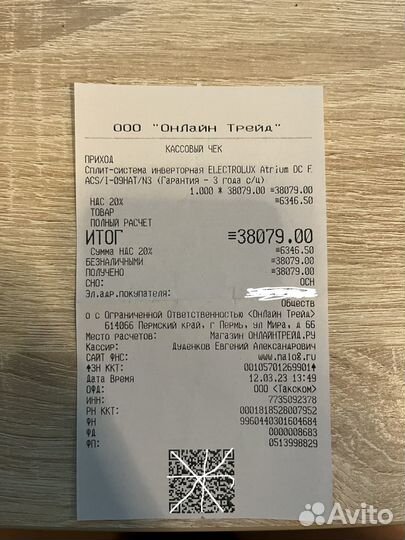 ООО "ОнЛайн Трейд"
КАССОВЫЙ ЧЕК
ПРИХОД
Сплит-система инверторная ELECTROLUX Atrium DC F
ACS/I-09HAT/N3 (Гарантия - 3 года с/ц)
1.000 * 38079.00 =38079.00
НДС 20% =6346.50
ТОВАР
ПОЛНЫЙ РАСЧЕТ
ИТОГ =38079.00
Сумма НДС 20% =6346.50
БЕЗНАЛИЧНЫМИ =38079.00
ПОЛУЧЕНО =38079.00
СНО: ОСН
Эл.адр.покупателя:
Обществ
о с Ограниченной Ответственностью <ОнЛайн Трейд>
614066 Пермский край, г Пермь, ул Мира, д 66
Место расчетов: Магазин ОНЛАЙНТРЕЙД.РУ
Кассир: Дуденков Евгений Александрович
САЙТ ФНС: www.nalog.ru
ЗН ККТ: 00105701269901
Дата Время 12.03.23 13:49
ОФД: ООО <Такском>
ИНН: 7735092378
РН ККТ: 0001818528007952
ФН 9960440301604684
ФД 0000008683
ФП: 0513998829
Avito